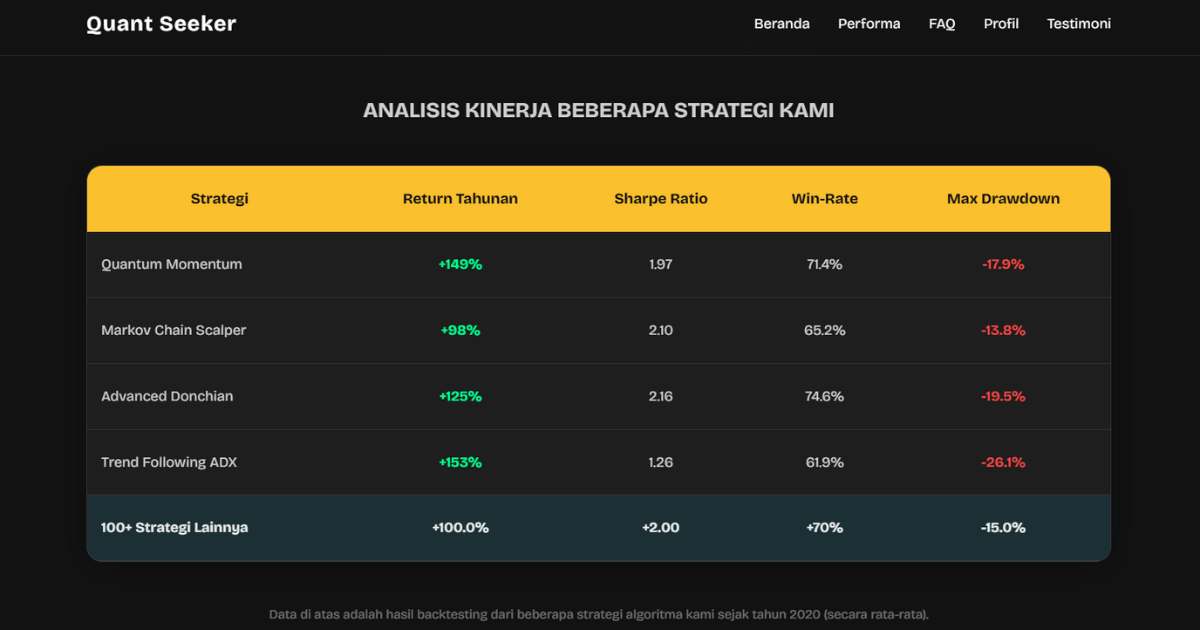 Quant Seeker
Beranda Performa FAQ Profil Testimoni
ANALISIS KINERJA BEBERAPA STRATEGI KAMI
Strategi Return Tahunan Sharpe Ratio Win-Rate Max Drawdown
Quantum Momentum +149% 1.97 71.4% -17.9%
Markov Chain Scalper +98% 2.10 65.2% -13.8%
Advanced Donchian +125% 2.16 74.6% -19.5%
Trend Following ADX +153% 1.26 61.9% -26.1%
100+ Strategi Lainnya +100.0% +2.00 +70% -15.0%
Data di atas adalah hasil backtesting dari beberapa strategi algoritma kami sejak tahun 2020 (secara rata-rata).